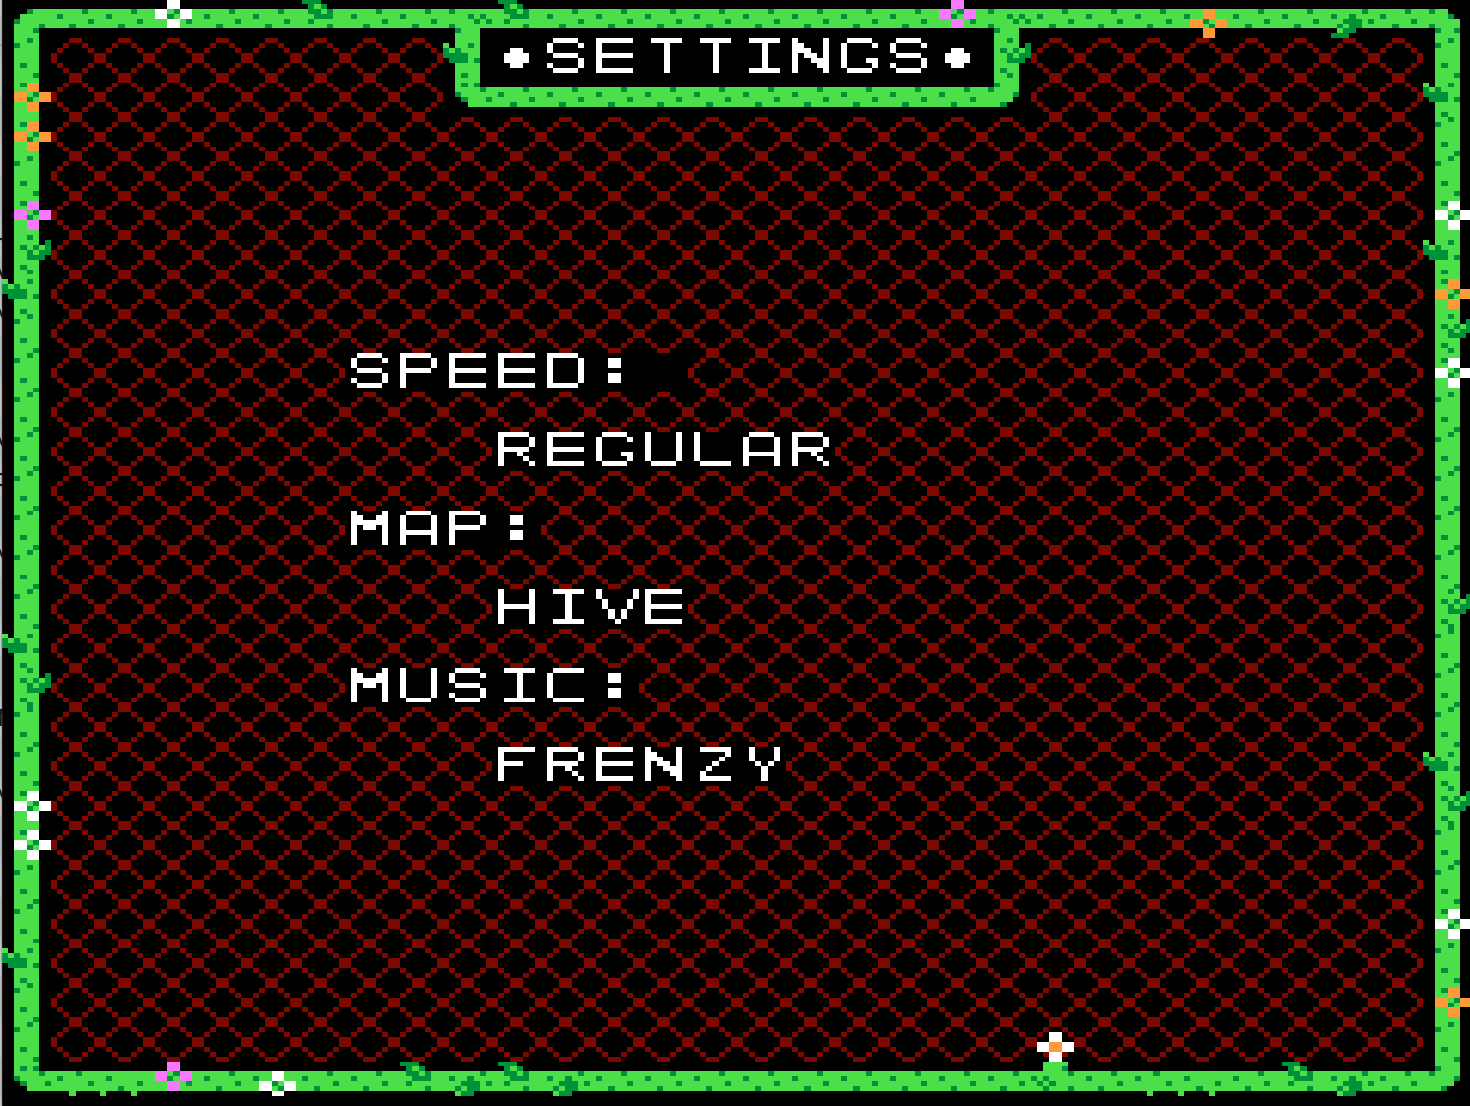 •SETTINGS•
SPEED:
REGULAR
MAP:
HIVE
MUSIC:
FRENZY